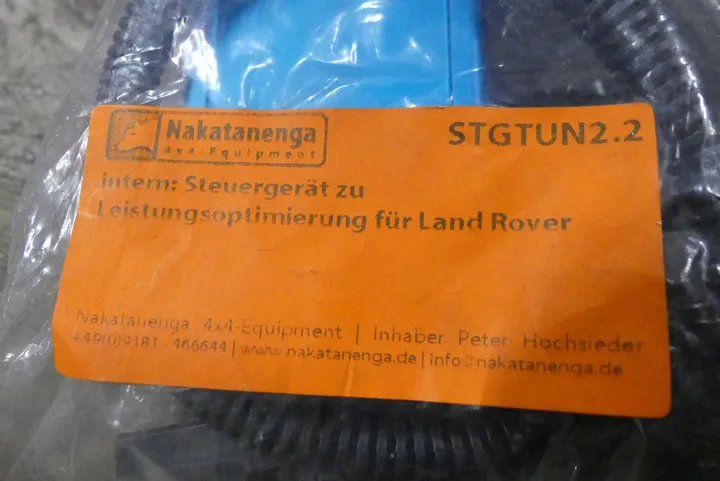 Nakatanenga
4x4-Equipment
STGTUN2.2
intern: Steuergerät zu
Leistungsoptimierung für Land Rover
Nakatanenga 4x4-Equipment | Inhaber Peter Hochsieder
+49(0)9181 - 466644 | www.nakatanenga.de | info@nakatanenga.de